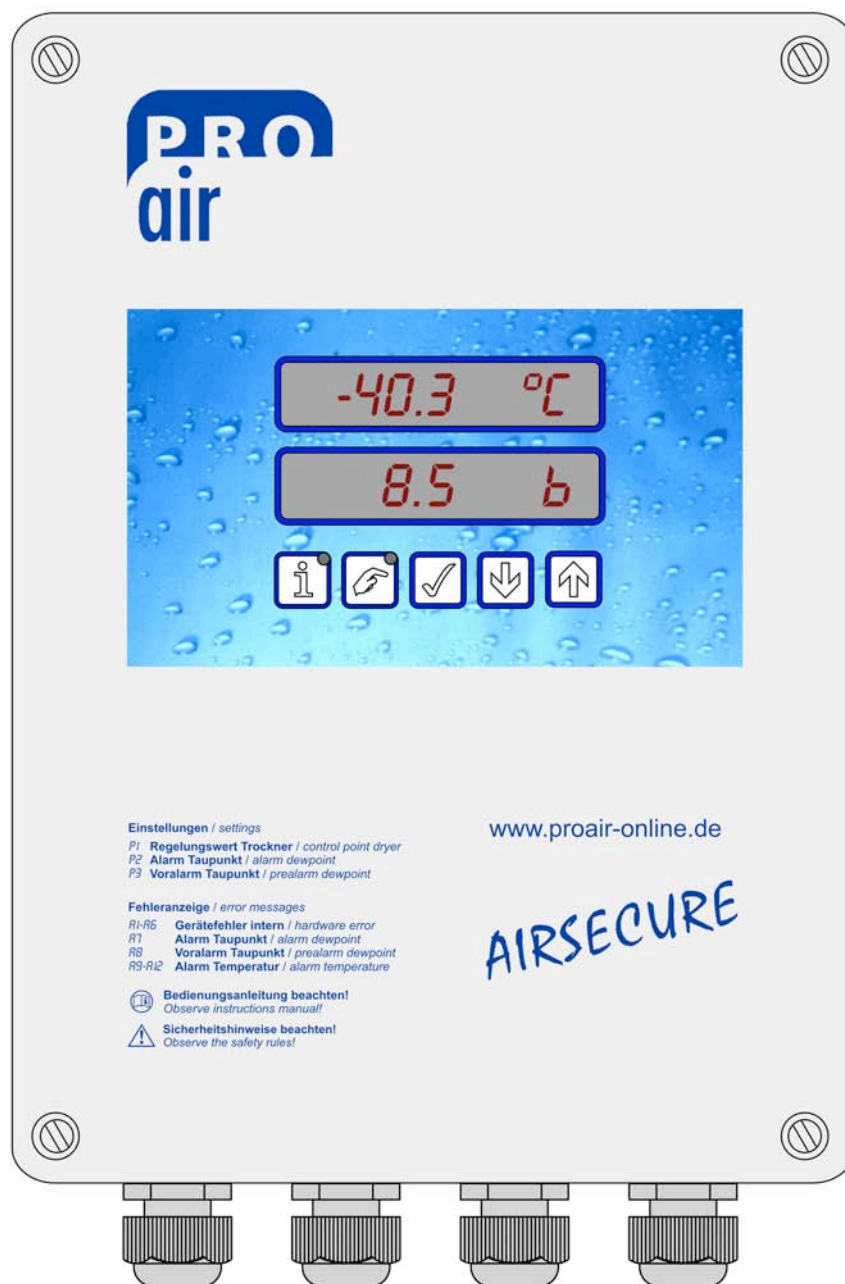 PRO
air
-40.3 °C
8.5 b
Einstellungen / settings
P1 Regelungswert Trockner / control point dryer
P2 Alarm Taupunkt / alarm dewpoint
P3 Voralarm Taupunkt / prealarm dewpoint
Fehleranzeige / error messages
A1-A6 Gerätefehler intern / hardware error
A7 Alarm Taupunkt / alarm dewpoint
A8 Voralarm Taupunkt / prealarm dewpoint
A9-A12 Alarm Temperatur / alarm temperature
Bedienungsanleitung beachten!
Observe instructions manual!
Sicherheitshinweise beachten!
Observe the safety rules!
www.proair-online.de
AIRSECURE